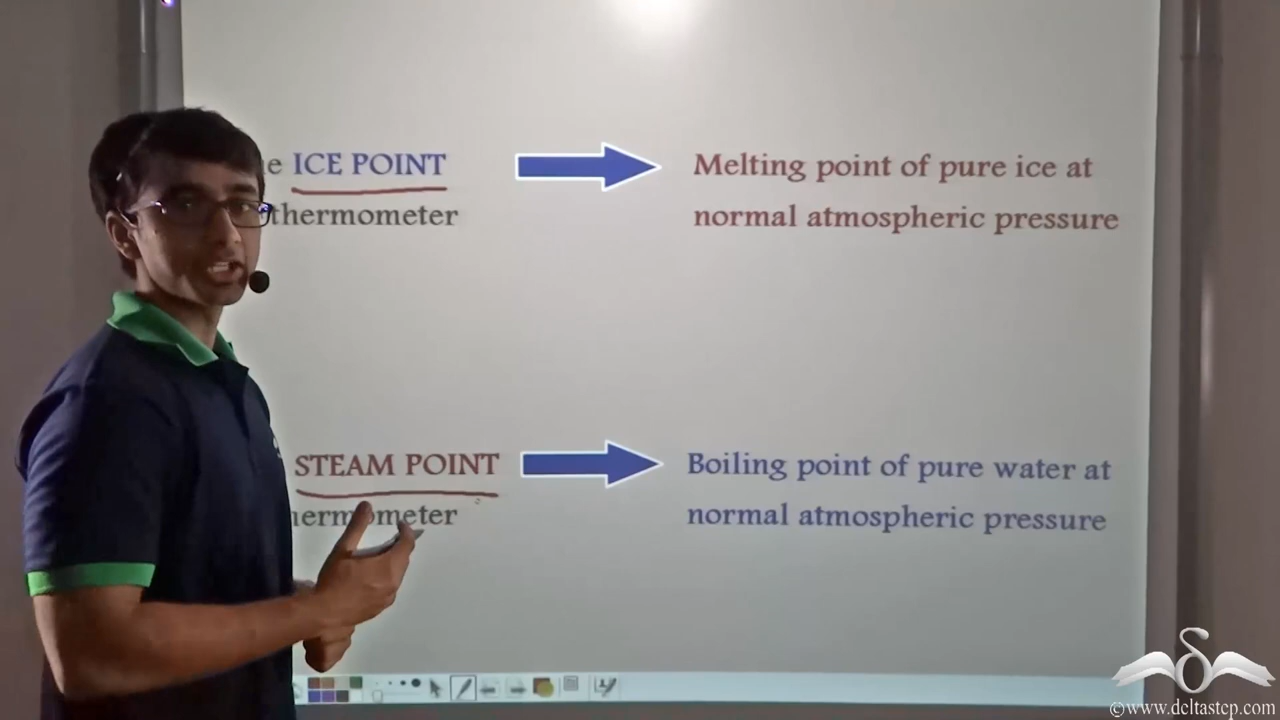 ICE POINT
thermometer
Melting point of pure ice at
normal atmospheric pressure
STEAM POINT
hermometer
Boiling point of pure water at
normal atmospheric pressure
©www.deltastep.com